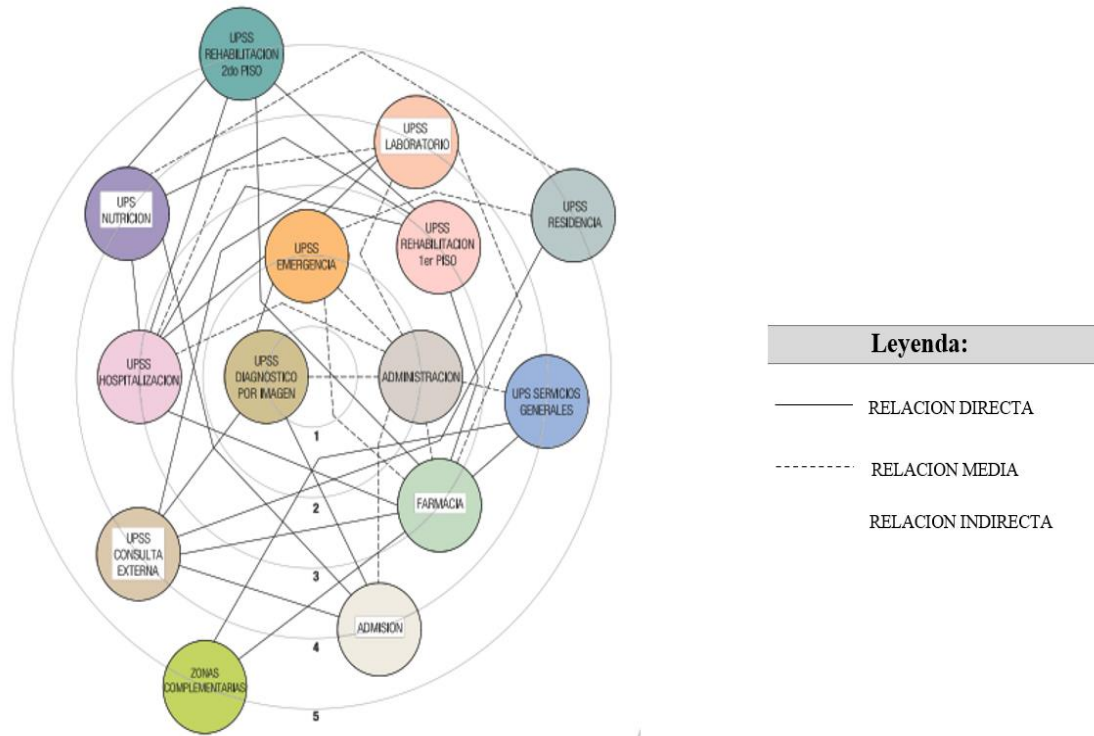 UPSS
REHABILITACION
2do PISO
UPSS
LABORATORIO
UPS
NUTRICION
UPSS
RESIDENCIA
UPSS
REHABILITACION
1er PISO
UPSS
EMERGENCIA
UPSS
HOSPITALIZACION
UPSS
DIAGNOSTICO
POR IMAGEN
ADMINISTRACION
UPS SERVICIOS
GENERALES
1
2
FARMACIA
UPSS
CONSULTA
EXTERNA
3
ADMISION
4
ZONAS
COMPLEMENTARIAS
5
Leyenda:
RELACION DIRECTA
RELACION MEDIA
RELACION INDIRECTA